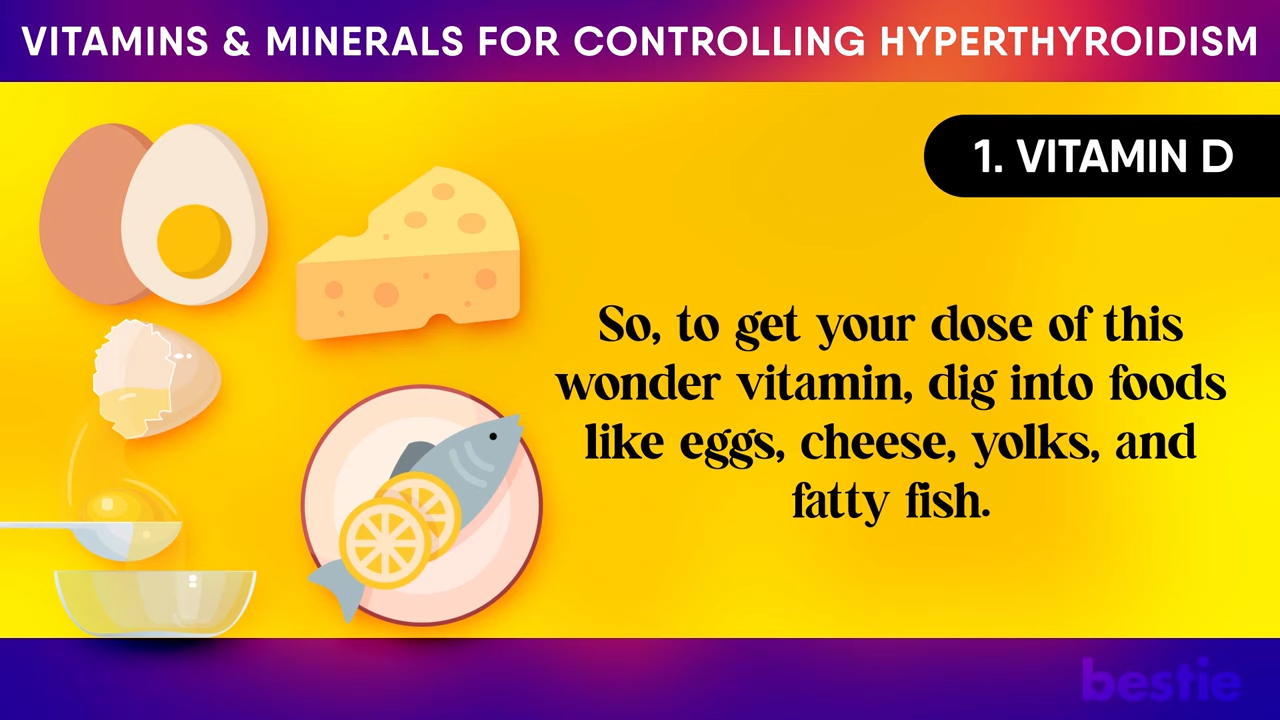 VITAMINS & MINERALS FOR CONTROLLING HYPERTHYROIDISM
1. VITAMIN D
So, to get your dose of this
wonder vitamin, dig into foods
like eggs, cheese, yolks, and
fatty fish.
bestie